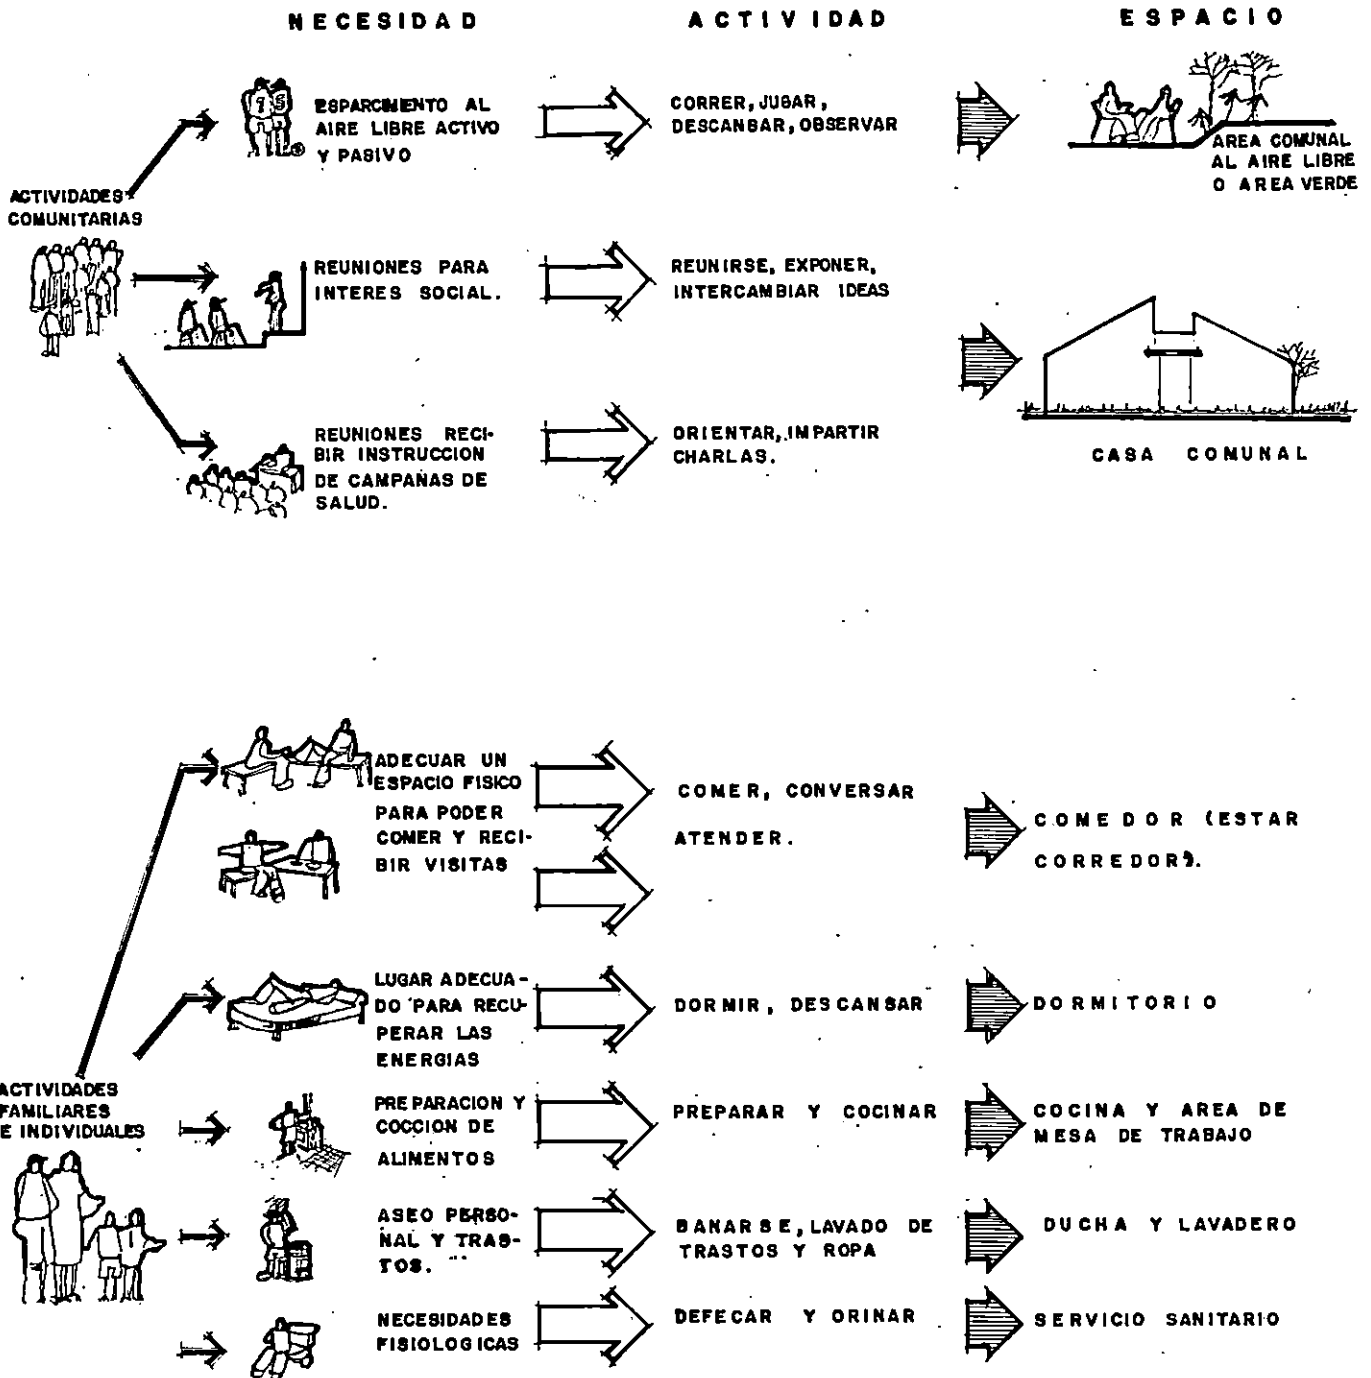 NECESIDAD ACTIVIDAD ESPACIO
ACTIVIDADES
COMUNITARIAS
ESPARCIMIENTO AL
AIRE LIBRE ACTIVO
Y PASIVO
CORRER, JUGAR,
DESCANSAR, OBSERVAR
AREA COMUNAL
AL AIRE LIBRE
O AREA VERDE
REUNIONES PARA
INTERES SOCIAL.
REUNIRSE, EXPONER,
INTERCAMBIAR IDEAS
REUNIONES RECI-
BIR INSTRUCCION
DE CAMPAÑAS DE
SALUD.
ORIENTAR, IMPARTIR
CHARLAS.
CASA COMUNAL
ACTIVIDADES
FAMILIARES
E INDIVIDUALES
ADECUAR UN
ESPACIO FISICO
PARA PODER
COMER Y RECI-
BIR VISITAS
COMER, CONVERSAR
ATENDER.
COMEDOR (ESTAR
CORREDOR).
LUGAR ADECUA-
DO PARA RECU-
PERAR LAS
ENERGIAS
DORMIR, DESCANSAR
DORMITORIO
PREPARACION Y
COCCION DE
ALIMENTOS
PREPARAR Y COCINAR
COCINA Y AREA DE
MESA DE TRABAJO
ASEO PERSO-
NAL Y TRAS-
TOS.
BANARSE, LAVADO DE
TRASTOS Y ROPA
DUCHA Y LAVADERO
NECESIDADES
FISIOLOGICAS
DEFECAR Y ORINAR
SERVICIO SANITARIO